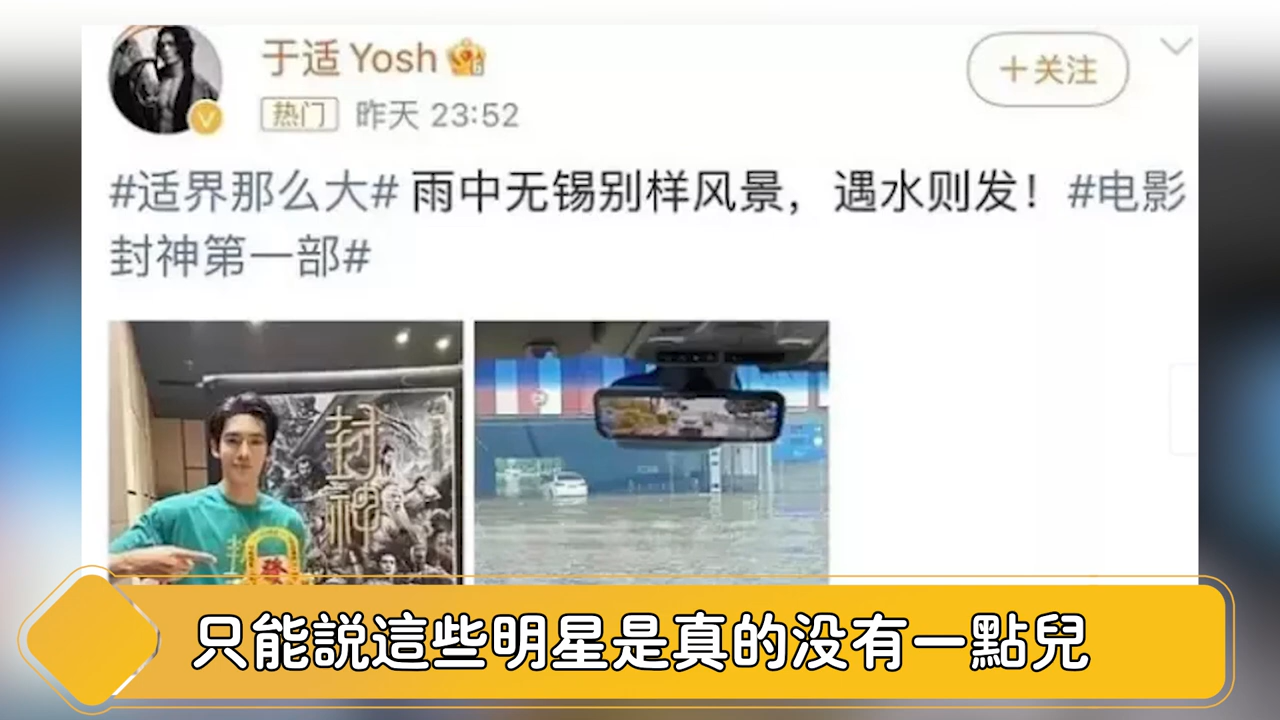 于适 Yosh
+关注
热门 昨天 23:52
#适界那么大# 雨中无锡别样风景，遇水则发！ #电影
封神第一部#
封神
只能説這些明星是真的没有一點兒